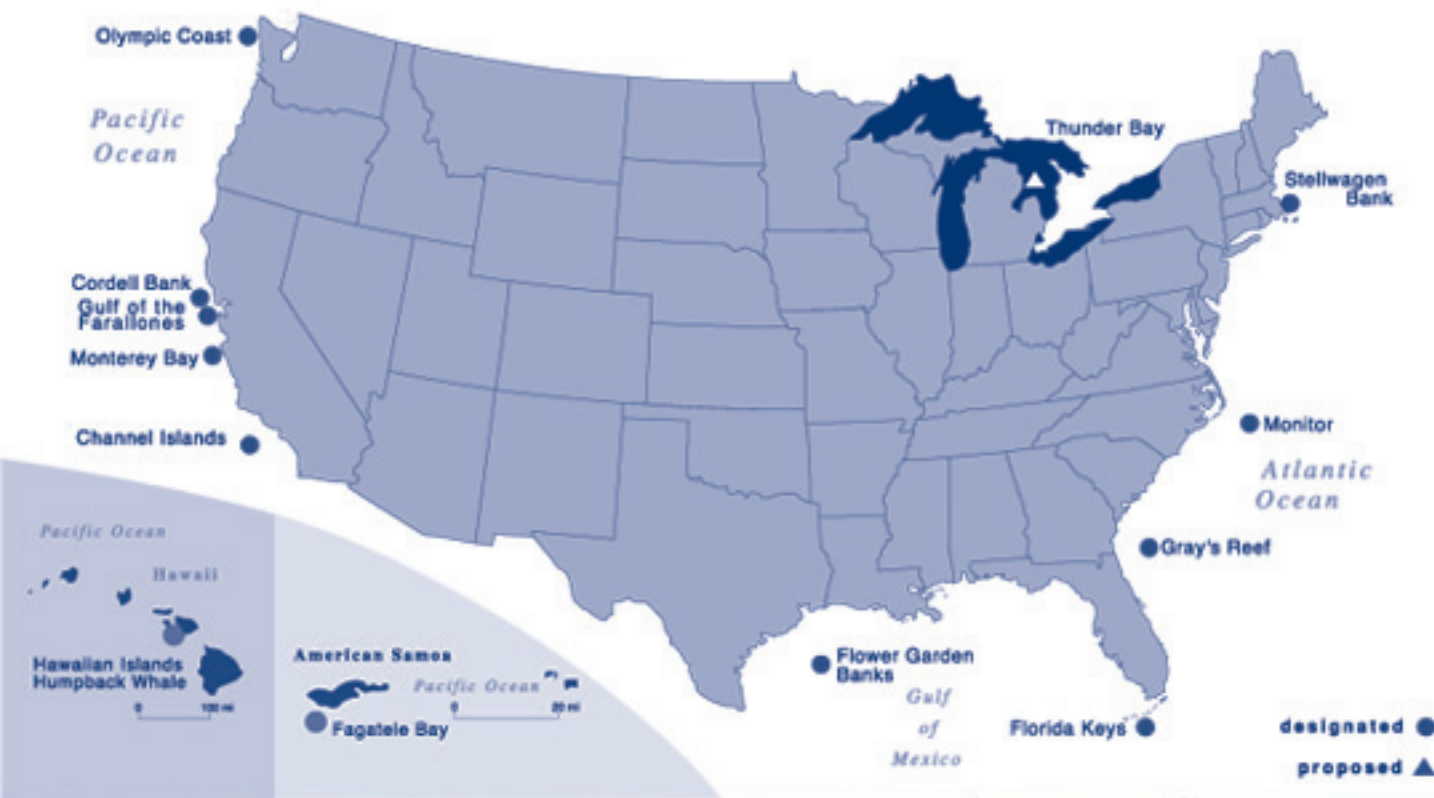 Olympic Coast
Pacific
Ocean
Thunder Bay
Stellwagen
Bank
Cordell Bank
Gulf of the
Farallones
Monterey Bay
Channel Islands
Monitor
Atlantic
Ocean
Gray's Reef
Pacific Ocean
Hawaii
Hawaiian Islands
Humpback Whale
0 100 mi
American Samoa
Pacific Ocean
0 20 mi
Fagatele Bay
Flower Garden
Banks
Gulf
of
Mexico
Florida Keys
designated
proposed